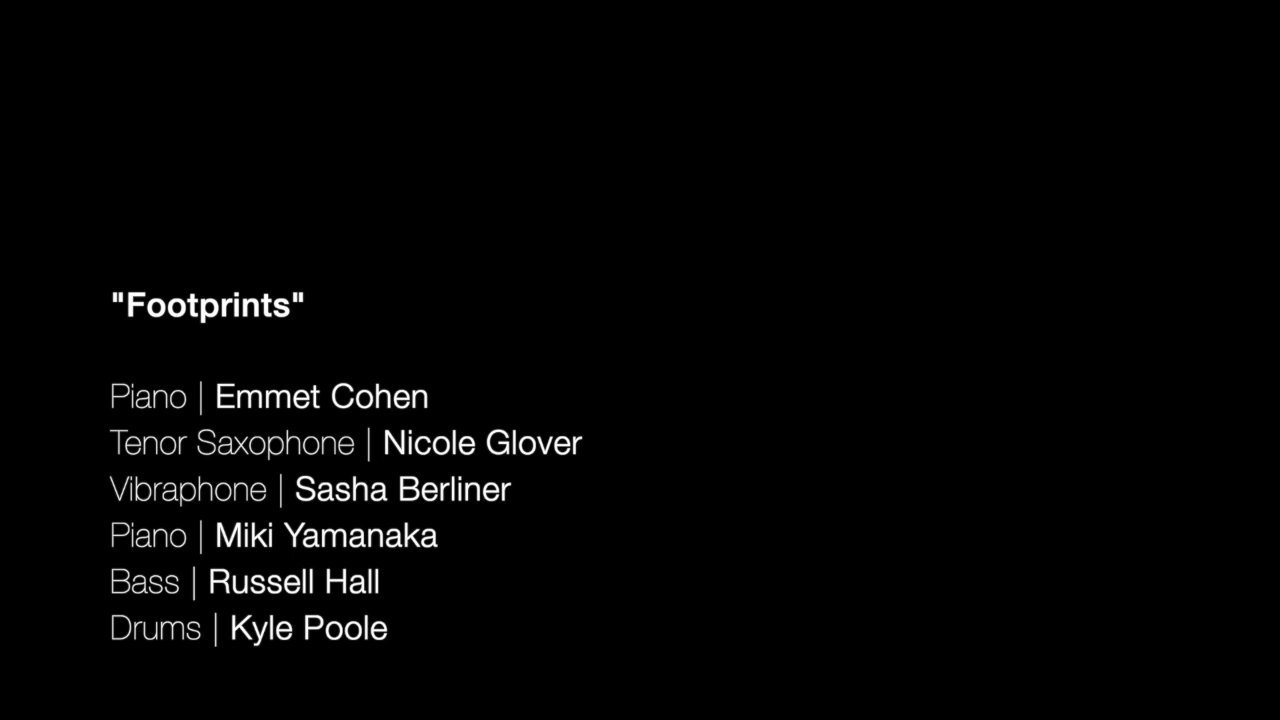 "Footprints"
Piano | Emmet Cohen
Tenor Saxophone | Nicole Glover
Vibraphone | Sasha Berliner
Piano | Miki Yamanaka
Bass | Russell Hall
Drums | Kyle Poole